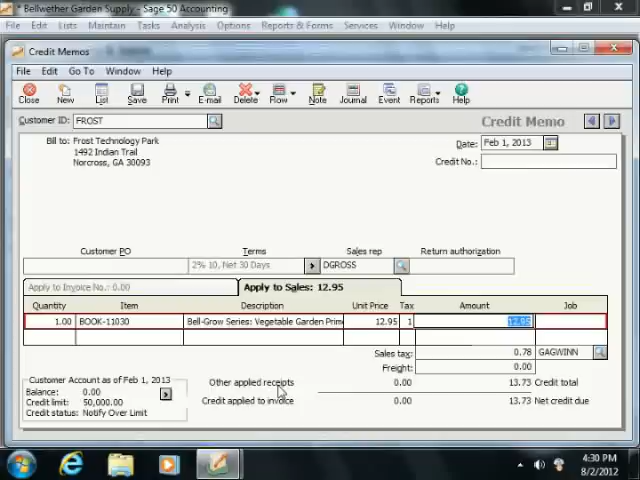 * Bellwether Garden Supply - Sage 50 Accounting
File Edit Lists Maintain Tasks Analysis Options Reports & Forms Services Window Help
Credit Memos
File Edit Go To Window Help
Close New List Save Print E-mail Delete Flow Note Journal Event Reports Help
Customer ID: FROST
Credit Memo
Bill to: Frost Technology Park
1492 Indian Trail
Norcross, GA 30093
Date: Feb 1, 2013
Credit No.:
Customer PO Terms Sales rep Return authorization
2% 10, Net 30 Days DGROSS
Apply to Invoice No.: 0.00 Apply to Sales: 12.95
Quantity Item Description Unit Price Tax Amount Job
1.00 BOOK-11030 Bell-Grow Series: Vegetable Garden Prim 12.95 1 12.95
Sales tax: 0.78 GAGWINN
Freight: 0.00
Customer Account as of Feb 1, 2013
Balance: 0.00
Credit limit: 50,000.00
Credit status: Notify Over Limit
Other applied receipts 0.00 13.73 Credit total
Credit applied to invoice 0.00 13.73 Net credit due
4:30 PM
8/2/2012